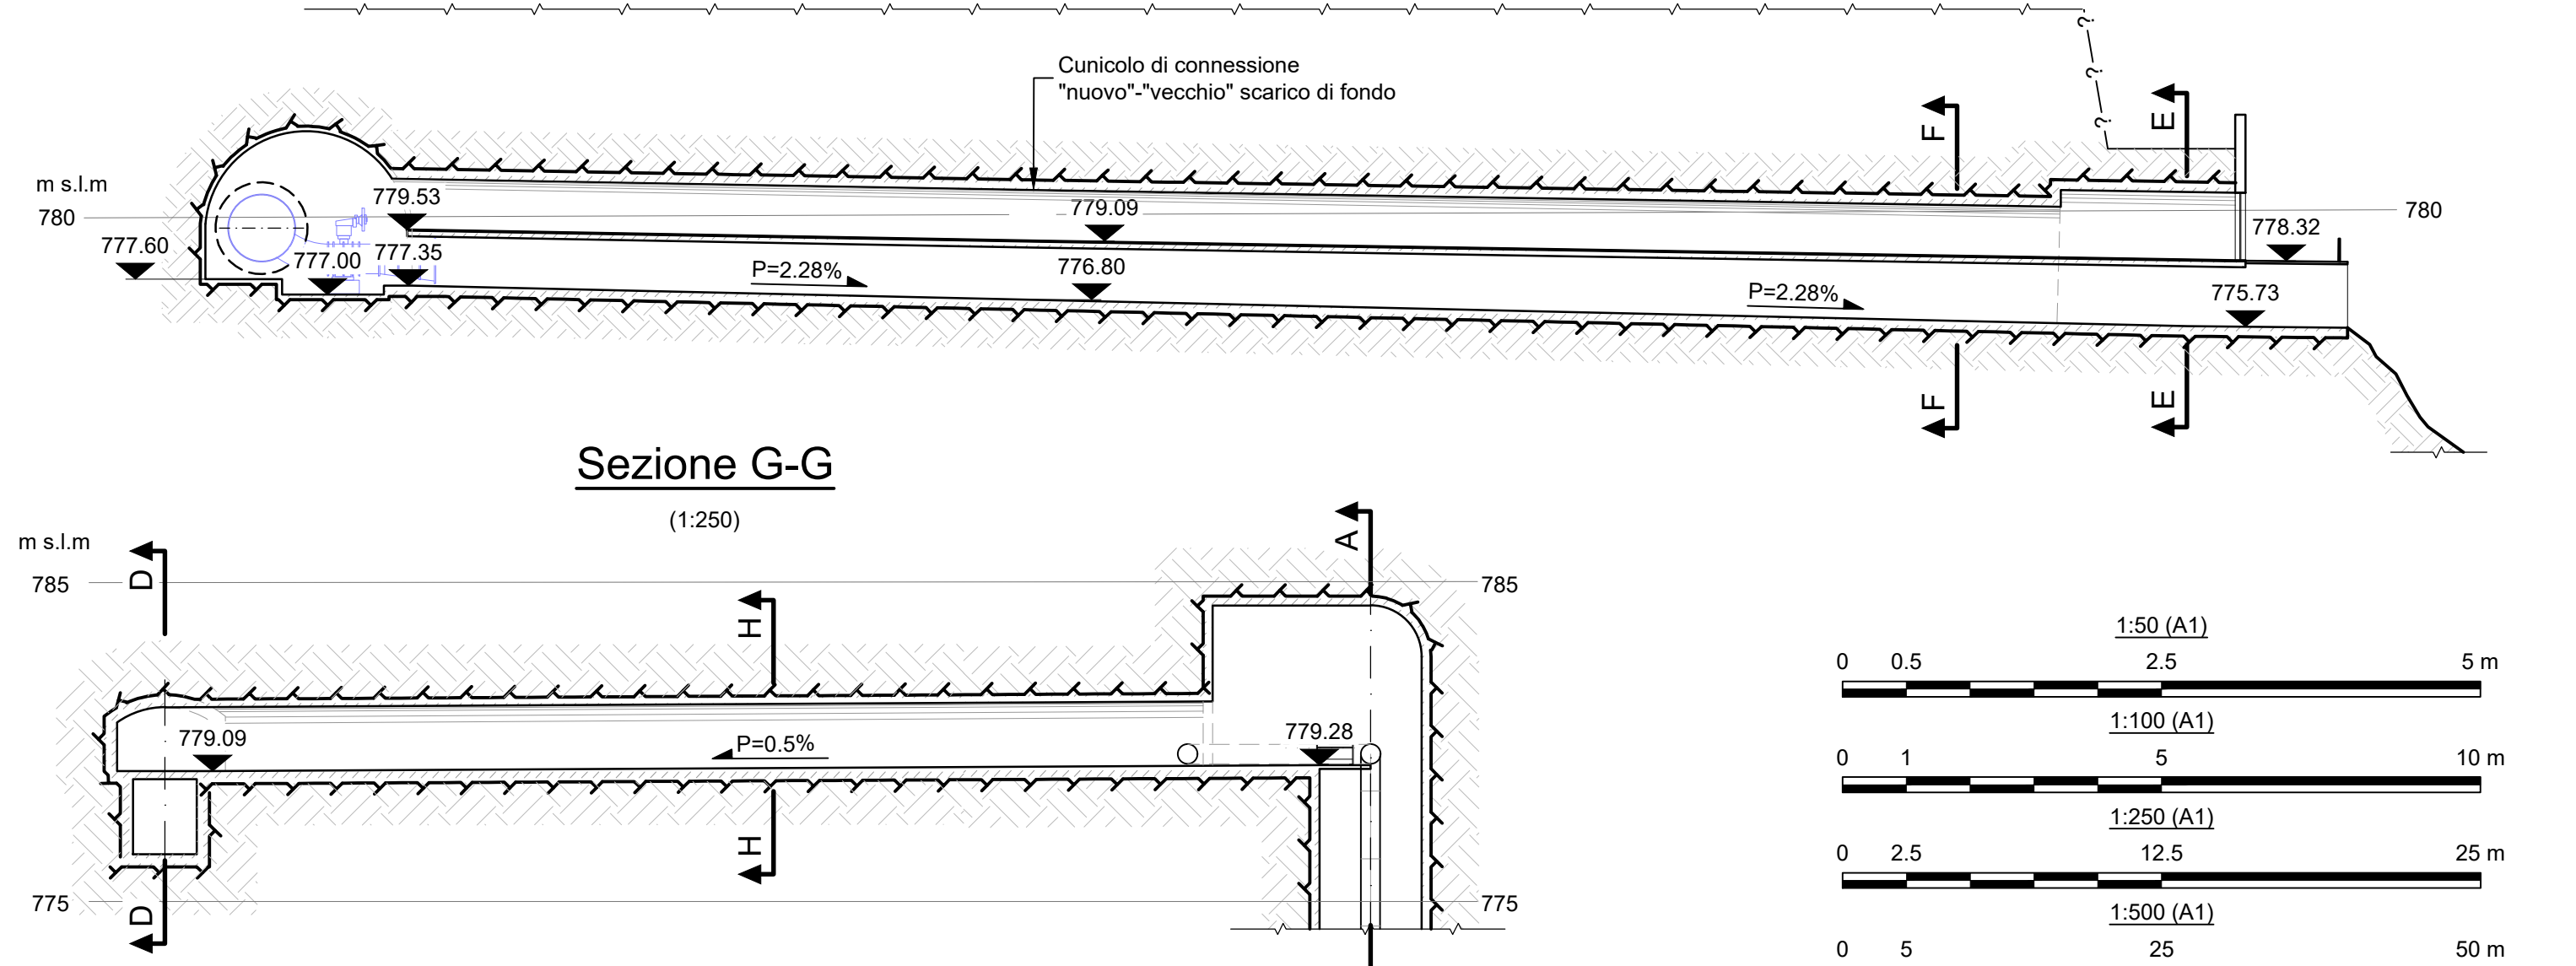 Cunicolo di connessione
"nuovo"-"vecchio" scarico di fondo
F
E
m s.l.m
780
779.53
779.09
780
777.60
777.00
777.35
776.80
778.32
P=2.28%
P=2.28%
775.73
F
E
?
?
?
Sezione G-G
(1:250)
m s.l.m
785
D
H
A
785
779.09
P=0.5%
779.28
H
775
D
775
1:50 (A1)
0 0.5 2.5 5 m
1:100 (A1)
0 1 5 10 m
1:250 (A1)
0 2.5 12.5 25 m
1:500 (A1)
0 5 25 50 m